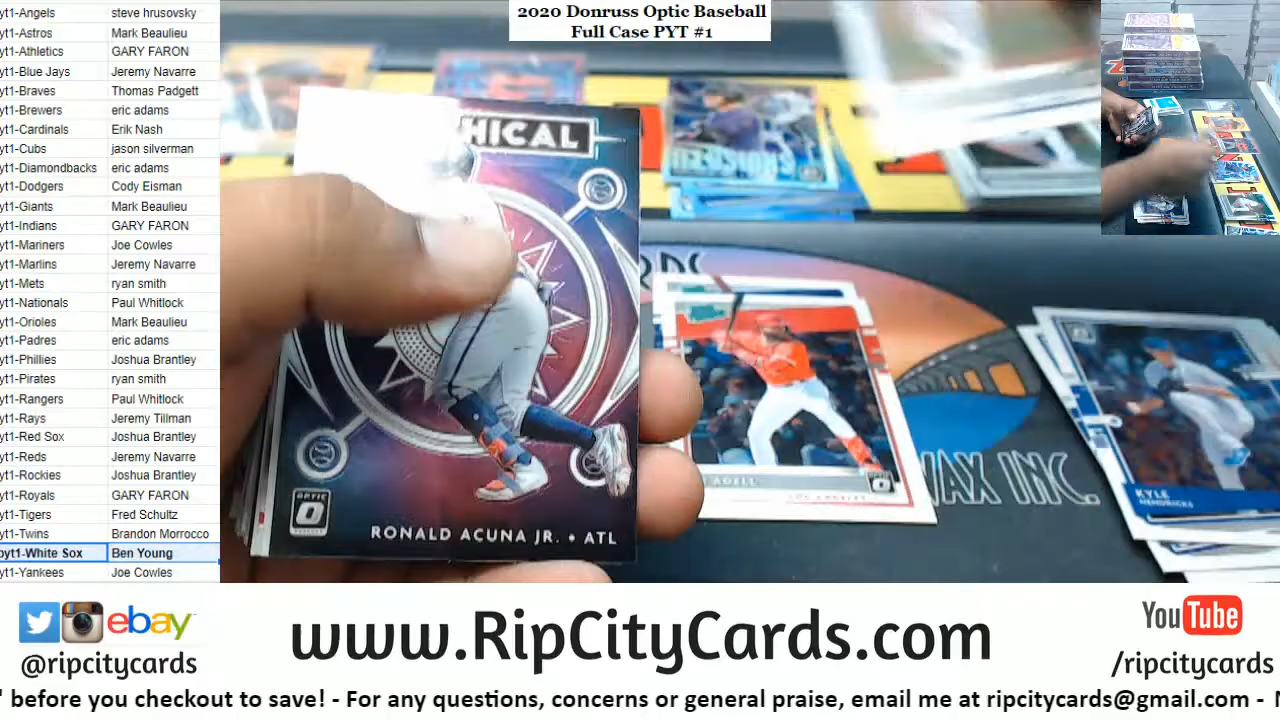 2020 Donruss Optic Baseball
Full Case PYT #1
yt1-Angels steve hrusovsky
yt1-Astros Mark Beaulieu
yt1-Athletics GARY FARON
yt1-Blue Jays Jeremy Navarre
yt1-Braves Thomas Padgett
yt1-Brewers eric adams
yt1-Cardinals Erik Nash
yt1-Cubs jason silverman
yt1-Diamondbacks eric adams
yt1-Dodgers Cody Eisman
yt1-Giants Mark Beaulieu
yt1-Indians GARY FARON
yt1-Mariners Joe Cowles
yt1-Marlins Jeremy Navarre
yt1-Mets ryan smith
yt1-Nationals Paul Whitlock
yt1-Orioles Mark Beaulieu
yt1-Padres eric adams
yt1-Phillies Joshua Brantley
yt1-Pirates ryan smith
yt1-Rangers Paul Whitlock
yt1-Rays Jeremy Tillman
yt1-Red Sox Joshua Brantley
yt1-Reds Jeremy Navarre
yt1-Rockies Joshua Brantley
yt1-Royals GARY FARON
yt1-Tigers Fred Schultz
yt1-Twins Brandon Morrocco
pyt1-White Sox Ben Young
yt1-Yankees Joe Cowles
HICAL
OPTIC
RONALD ACUNA JR. • ATL
ADELL
LOS ANGELES
KYLE
HENDRICKS
WAX INC.
ebay
@ripcitycards
www.RipCityCards.com
YouTube
/ripcitycards
" before you checkout to save! - For any questions, concerns or general praise, email me at ripcitycards@gmail.com -